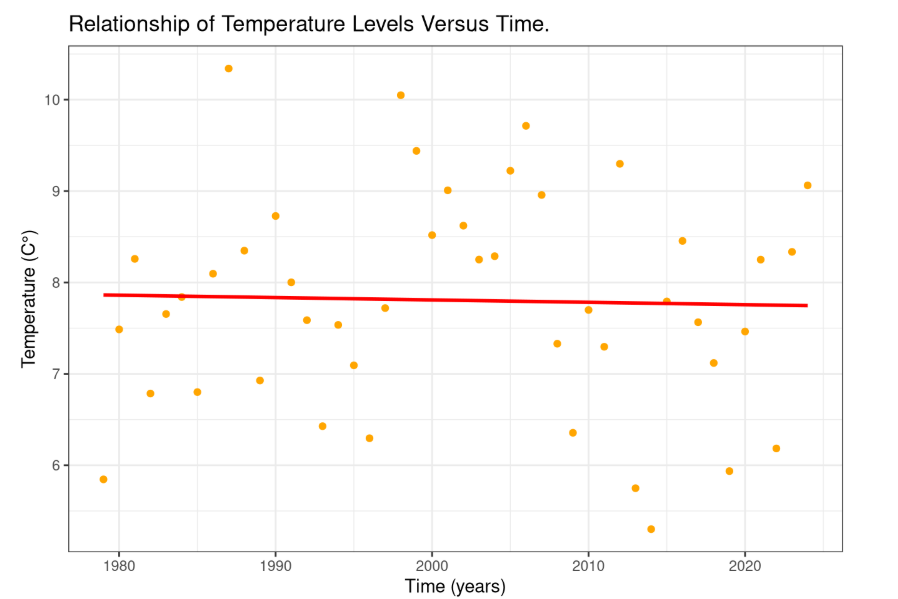 Relationship of Temperature Levels Versus Time.
Temperature (C°)
10
9
8
7
6
1980 1990 2000 2010 2020
Time (years)